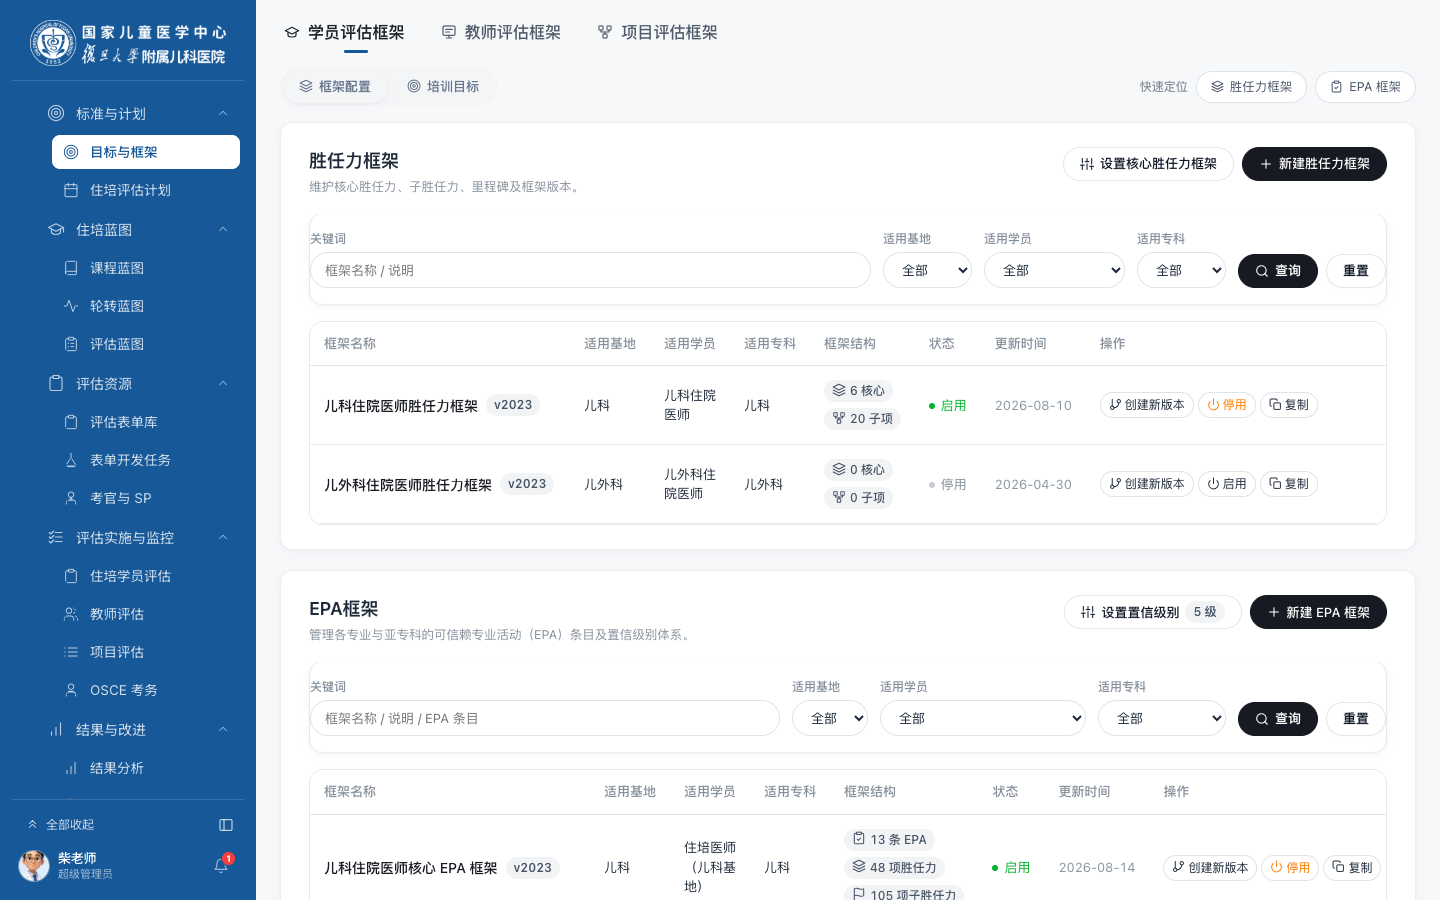 国家儿童医学中心
復旦大学附属儿科医院
标准与计划
目标与框架
住培评估计划
住培蓝图
课程蓝图
轮转蓝图
评估蓝图
评估资源
评估表单库
表单开发任务
考官与 SP
评估实施与监控
住培学员评估
教师评估
项目评估
OSCE 考务
结果与改进
结果分析
全部收起
柴老师
超级管理员
1
学员评估框架 教师评估框架 项目评估框架
框架配置 培训目标 快速定位 胜任力框架 EPA 框架
胜任力框架
维护核心胜任力、子胜任力、里程碑及框架版本。
设置核心胜任力框架 新建胜任力框架
关键词 适用基地 适用学员 适用专科
框架名称 / 说明 全部 全部 全部 查询 重置
框架名称 适用基地 适用学员 适用专科 框架结构 状态 更新时间 操作
儿科住院医师胜任力框架 v2023 儿科 儿科住院医师 儿科 6 核心 20 子项 启用 2026-08-10 创建新版本 停用 复制
儿外科住院医师胜任力框架 v2023 儿外科 儿外科住院医师 儿外科 0 核心 0 子项 停用 2026-04-30 创建新版本 启用 复制
EPA框架
管理各专业与亚专科的可信赖专业活动（EPA）条目及置信级别体系。
设置置信级别 5 级 新建 EPA 框架
关键词 适用基地 适用学员 适用专科
框架名称 / 说明 / EPA 条目 全部 全部 全部 查询 重置
框架名称 适用基地 适用学员 适用专科 框架结构 状态 更新时间 操作
儿科住院医师核心 EPA 框架 v2023 儿科 住培医师（儿科基地） 儿科 13 条 EPA 48 项胜任力 105 项子胜任力 启用 2026-08-14 创建新版本 停用 复制